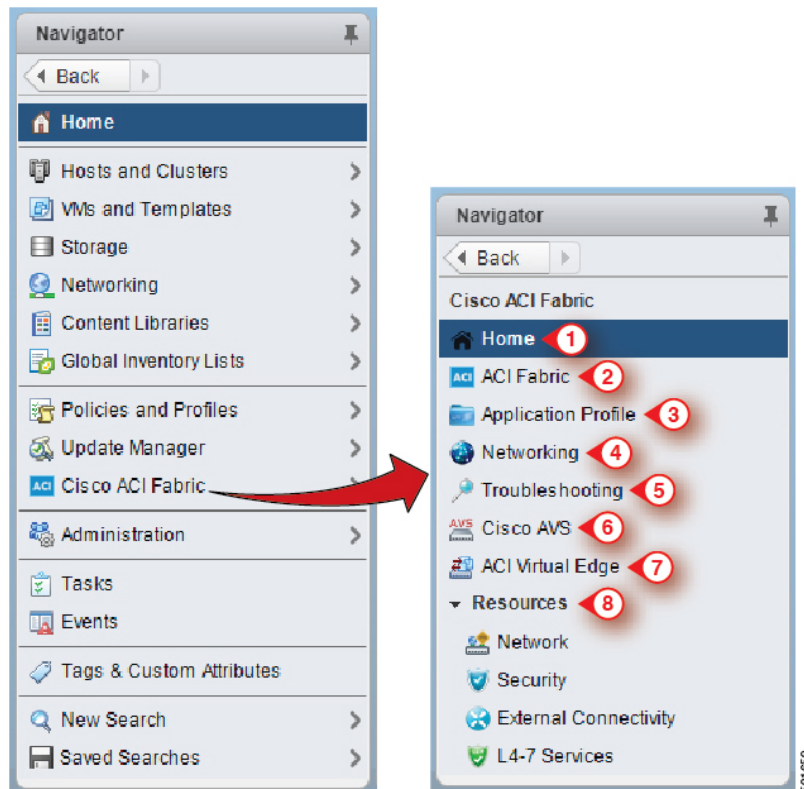 Navigator
Back
Home
Hosts and Clusters
VMs and Templates
Storage
Networking
Content Libraries
Global Inventory Lists
Policies and Profiles
Update Manager
ACI Cisco ACI Fabric
Administration
Tasks
Events
Tags & Custom Attributes
New Search
Saved Searches
Navigator
Back
Cisco ACI Fabric
Home 1
ACI ACI Fabric 2
Application Profile 3
Networking 4
Troubleshooting 5
AVS Cisco AVS 6
ACI Virtual Edge 7
Resources 8
Network
Security
External Connectivity
L4-7 Services